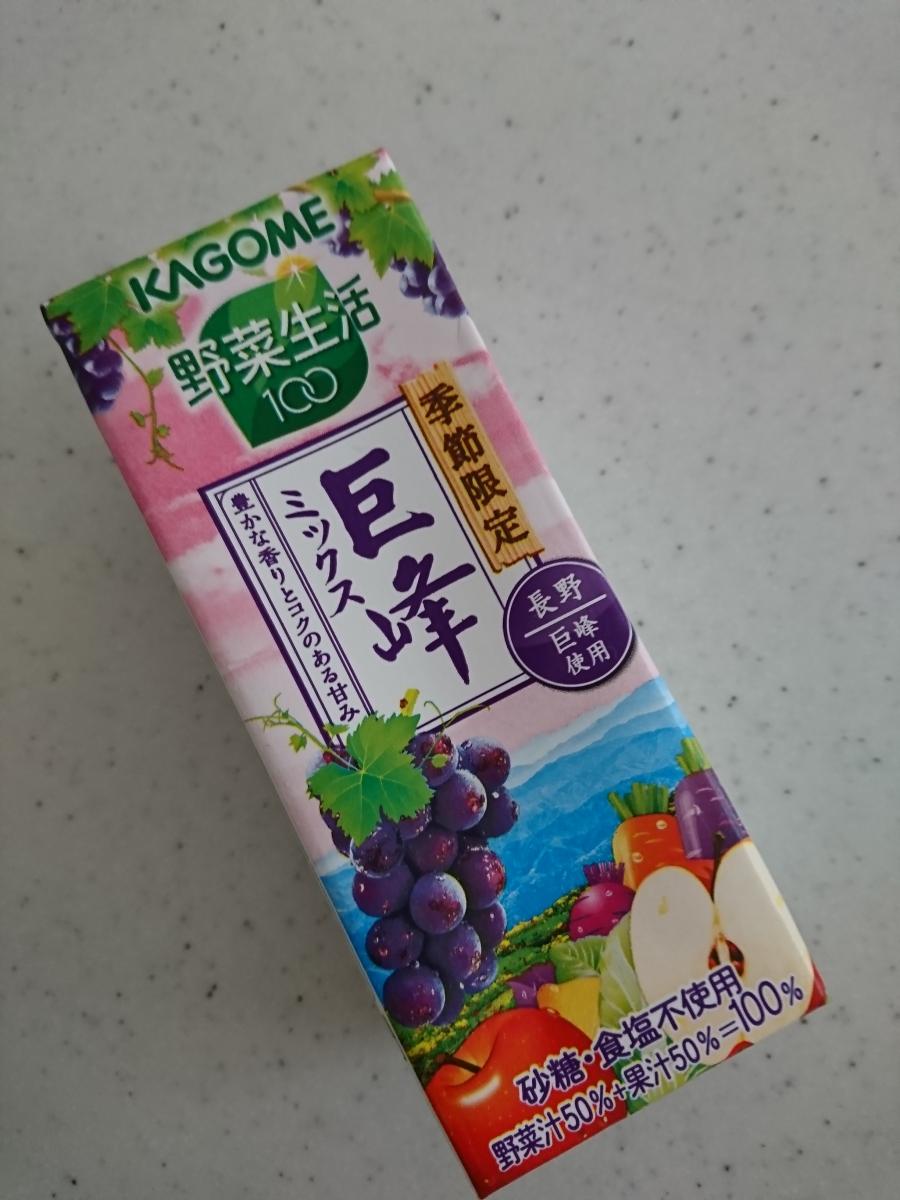 KAGOME
野菜生活
100
季節限定
巨峰
ミックス
豊かな香りとコクのある甘み
長野
巨峰
使用
砂糖・食塩不使用
野菜汁50%+果汁50%=100%